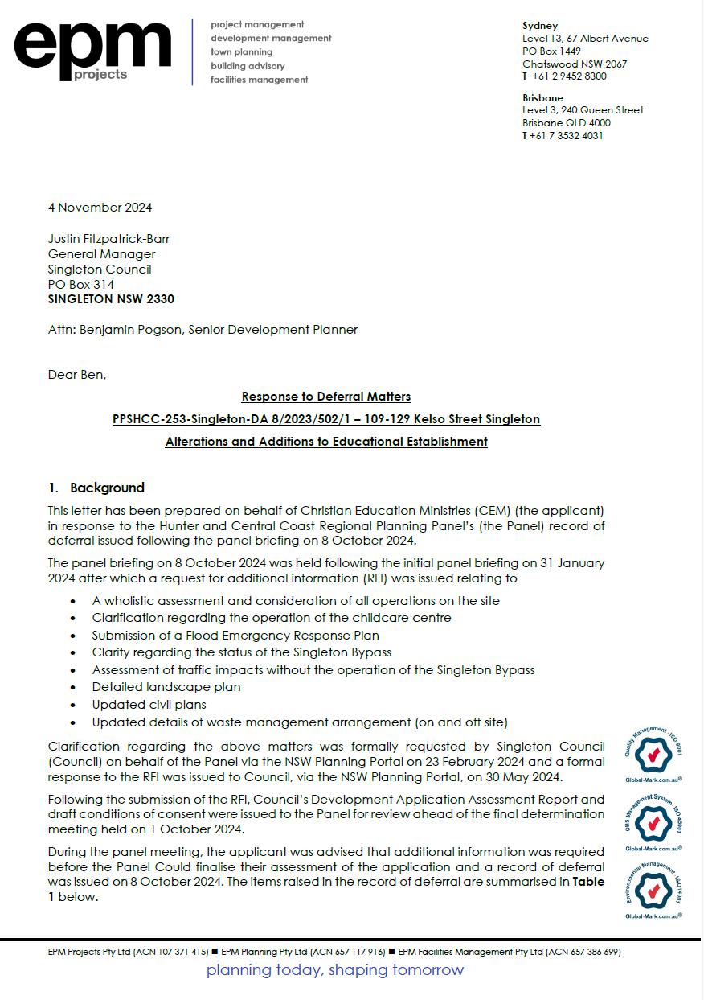 epm
projects
project management
development management
town planning
building advisory
facilities management
Sydney
Level 13, 67 Albert Avenue
PO Box 1449
Chatswood NSW 2067
T +61 2 9452 8300
Brisbane
Level 3, 240 Queen Street
Brisbane QLD 4000
T +61 7 3532 4031
4 November 2024
Justin Fitzpatrick-Barr
General Manager
Singleton Council
PO Box 314
SINGLETON NSW 2330
Attn: Benjamin Pogson, Senior Development Planner
Dear Ben,
Response to Deferral Matters
PPSHCC-253-Singleton-DA 8/2023/502/1 – 109-129 Kelso Street Singleton
Alterations and Additions to Educational Establishment
1. Background
This letter has been prepared on behalf of Christian Education Ministries (CEM) (the applicant)
in response to the Hunter and Central Coast Regional Planning Panel's (the Panel) record of
deferral issued following the panel briefing on 8 October 2024.
The panel briefing on 8 October 2024 was held following the initial panel briefing on 31 January
2024 after which a request for additional information (RFI) was issued relating to
• A wholistic assessment and consideration of all operations on the site
• Clarification regarding the operation of the childcare centre
• Submission of a Flood Emergency Response Plan
• Clarity regarding the status of the Singleton Bypass
• Assessment of traffic impacts without the operation of the Singleton Bypass
• Detailed landscape plan
• Updated civil plans
• Updated details of waste management arrangement (on and off site)
Clarification regarding the above matters was formally requested by Singleton Council
(Council) on behalf of the Panel via the NSW Planning Portal on 23 February 2024 and a formal
response to the RFI was issued to Council, via the NSW Planning Portal, on 30 May 2024.
Following the submission of the RFI, Council's Development Application Assessment Report and
draft conditions of consent were issued to the Panel for review ahead of the final determination
meeting held on 1 October 2024.
During the panel meeting, the applicant was advised that additional information was required
before the Panel Could finalise their assessment of the application and a record of deferral
was issued on 8 October 2024. The items raised in the record of deferral are summarised in Table
1 below.
Quality Management · ISO 9001
Global-Mark.com.au®
OHS Management System · ISO 45001
Global-Mark.com.au®
Environmental Management · ISO14001
Global-Mark.com.au®
EPM Projects Pty Ltd (ACN 107 371 415) ■ EPM Planning Pty Ltd (ACN 657 117 916) ■ EPM Facilities Management Pty Ltd (ACN 657 386 699)
planning today, shaping tomorrow